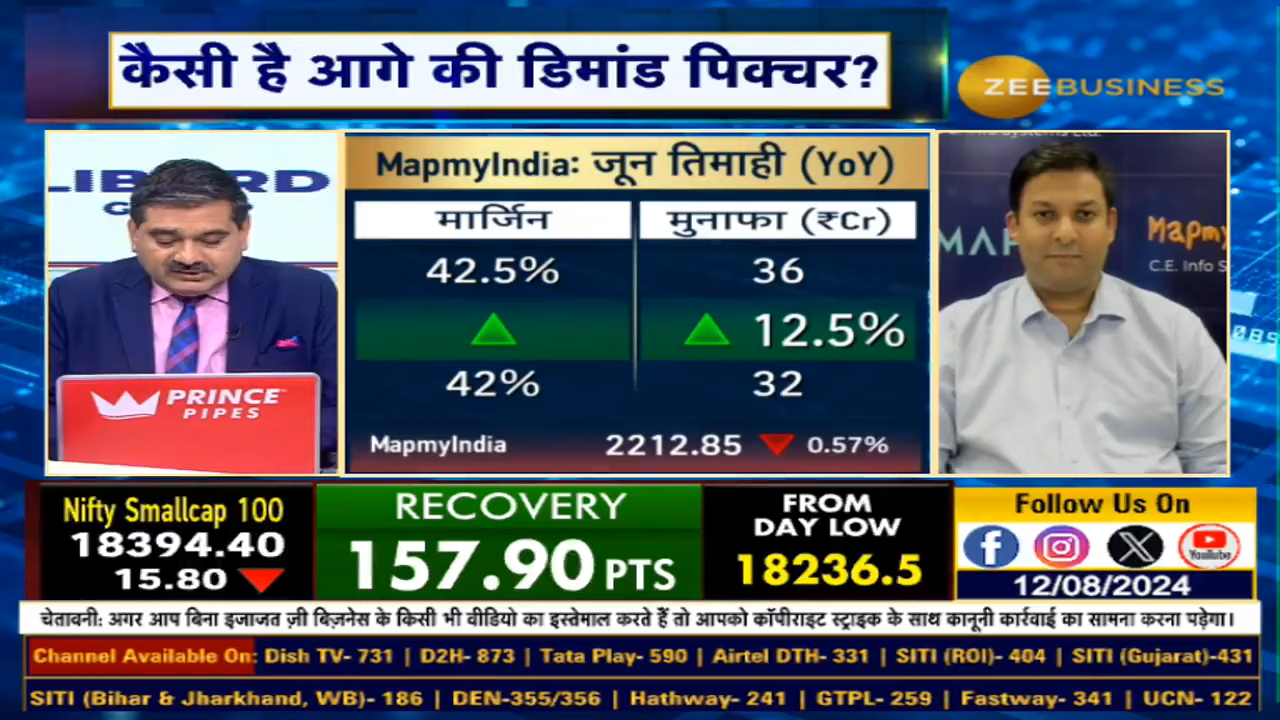 कैसी है आगे की डिमांड पिक्चर?
ZEE BUSINESS
MapmyIndia: जून तिमाही (YoY)
मार्जिन
मुनाफा (₹Cr)
42.5%
36
12.5%
42%
32
MapmyIndia 2212.85 0.57%
PRINCE
PIPES
C.E. Info S
Nifty Smallcap 100
18394.40
15.80
RECOVERY
157.90 PTS
FROM
DAY LOW
18236.5
Follow Us On
YouTube
12/08/2024
चेतावनी: अगर आप बिना इजाजत ज़ी बिज़नेस के किसी भी वीडियो का इस्तेमाल करते हैं तो आपको कॉपीराइट स्ट्राइक के साथ कानूनी कार्रवाई का सामना करना पड़ेगा।
Channel Available On: Dish TV- 731 | D2H- 873 | Tata Play- 590 | Airtel DTH- 331 | SITI (ROI)- 404 | SITI (Gujarat)-431
SITI (Bihar & Jharkhand, WB)- 186 | DEN-355/356 | Hathway- 241 | GTPL- 259 | Fastway- 341 | UCN- 122